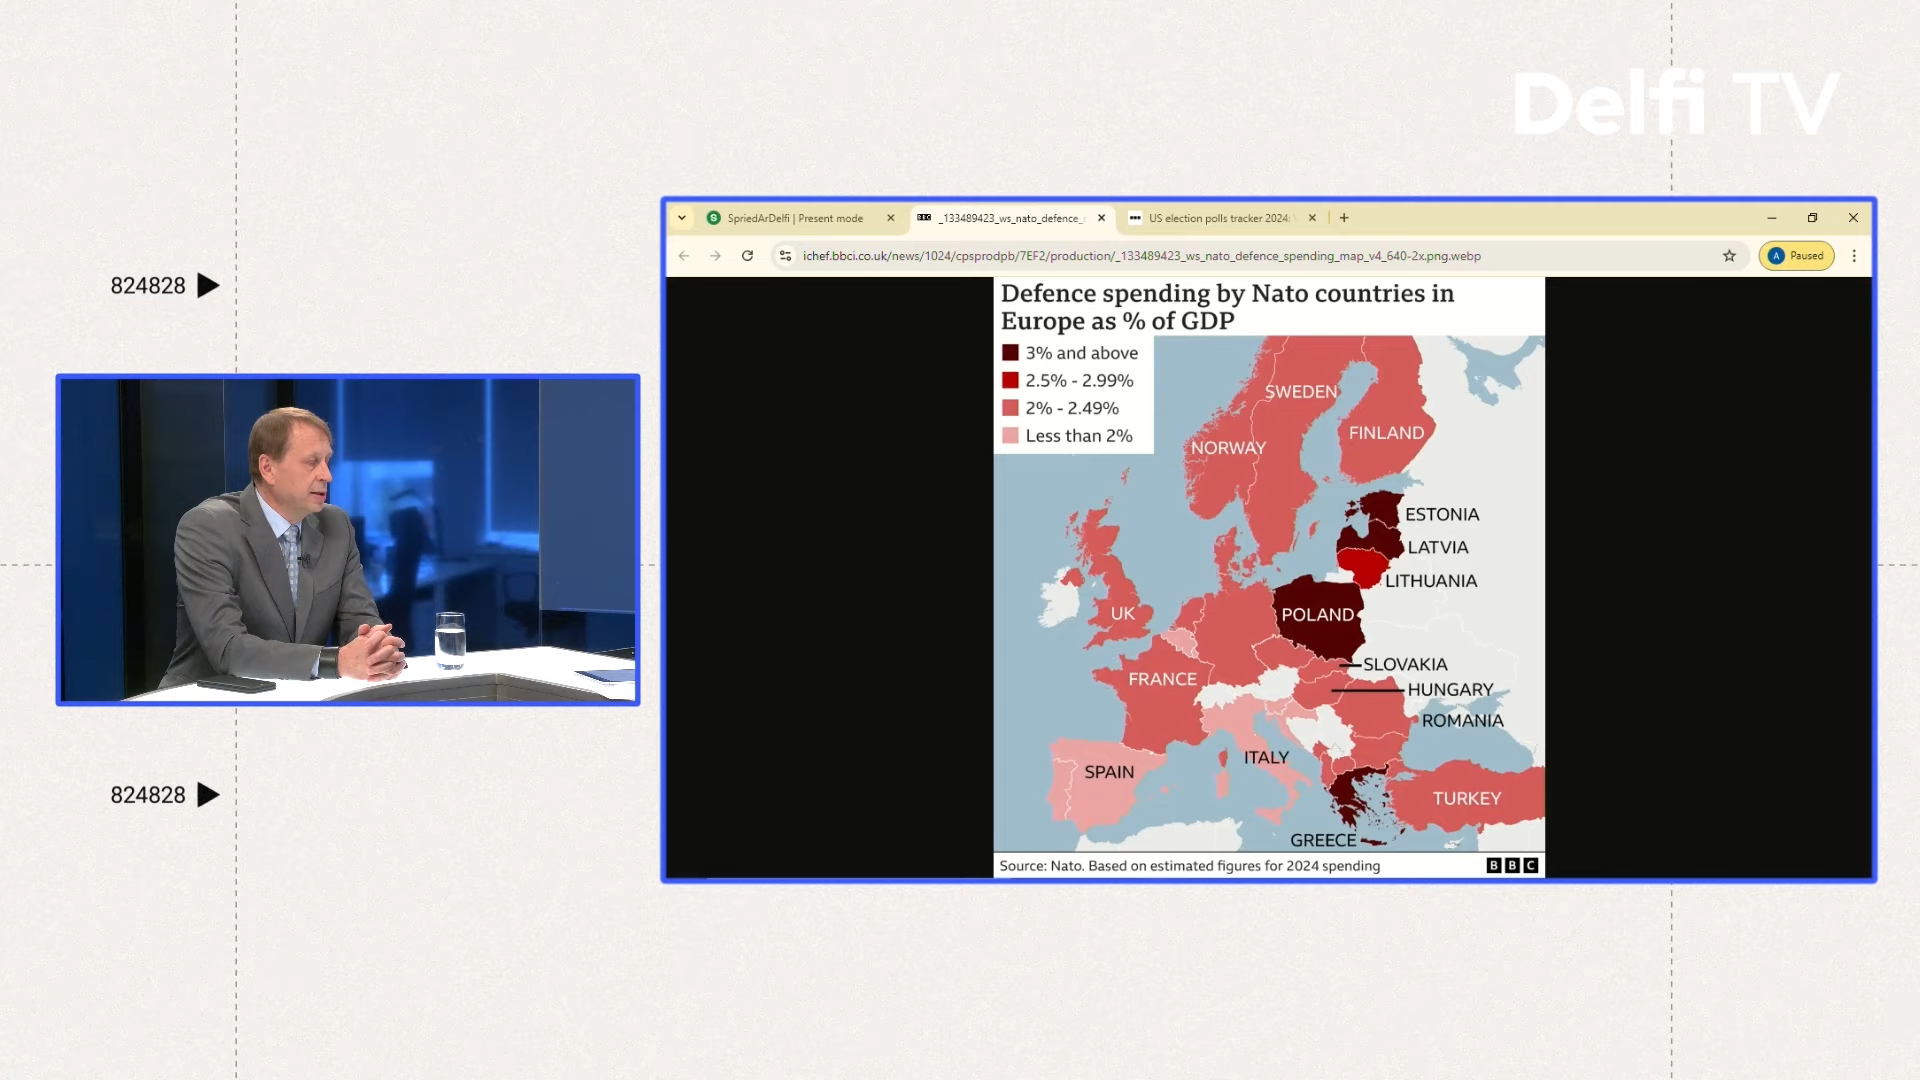 Delfi TV
SpriedArDelfi | Present mode
_133489423_ws_nato_defence_
US election polls tracker 2024:
ichef.bbci.co.uk/news/1024/cpsprodpb/7EF2/production/_133489423_ws_nato_defence_spending_map_v4_640-2x.png.webp
A Paused
824828
824828
Defence spending by Nato countries in
Europe as % of GDP
3% and above
2.5% - 2.99%
2% - 2.49%
Less than 2%
SWEDEN
FINLAND
NORWAY
ESTONIA
LATVIA
LITHUANIA
UK
POLAND
SLOVAKIA
FRANCE
HUNGARY
ROMANIA
ITALY
SPAIN
TURKEY
GREECE
Source: Nato. Based on estimated figures for 2024 spending
BBC